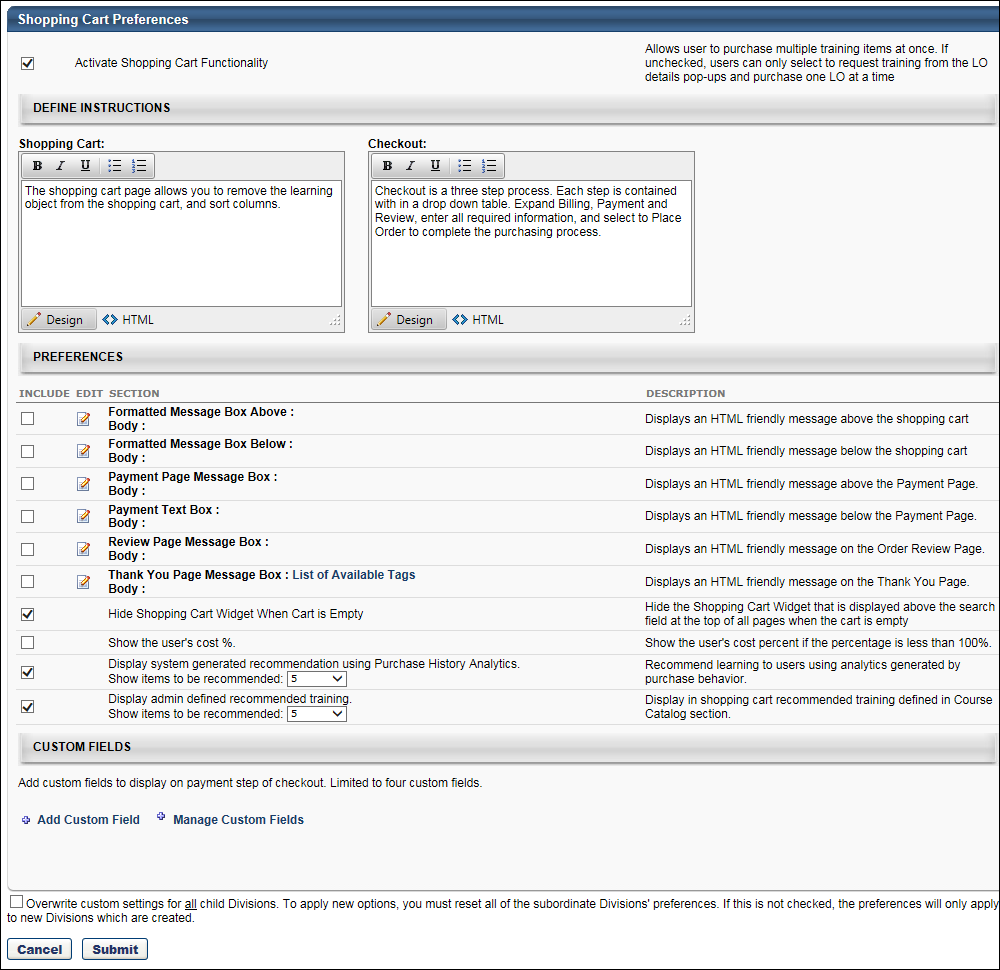 Shopping Cart Preferences
Activate Shopping Cart Functionality
Allows user to purchase multiple training items at once. If
unchecked, users can only select to request training from the LO
details pop-ups and purchase one LO at a time
DEFINE INSTRUCTIONS
Shopping Cart:
B I U
The shopping cart page allows you to remove the learning
object from the shopping cart, and sort columns.
Design HTML
Checkout:
B I U
Checkout is a three step process. Each step is contained
with in a drop down table. Expand Billing, Payment and
Review, enter all required information, and select to Place
Order to complete the purchasing process.
Design HTML
PREFERENCES
INCLUDE EDIT SECTION DESCRIPTION
Formatted Message Box Above :
Body :
Displays an HTML friendly message above the shopping cart
Formatted Message Box Below :
Body :
Displays an HTML friendly message below the shopping cart
Payment Page Message Box :
Body :
Displays an HTML friendly message above the Payment Page.
Payment Text Box :
Body :
Displays an HTML friendly message below the Payment Page.
Review Page Message Box :
Body :
Displays an HTML friendly message on the Order Review Page.
Thank You Page Message Box : List of Available Tags
Body :
Displays an HTML friendly message on the Thank You Page.
Hide Shopping Cart Widget When Cart is Empty
Hide the Shopping Cart Widget that is displayed above the search
field at the top of all pages when the cart is empty
Show the user's cost %.
Show the user's cost percent if the percentage is less than 100%.
Display system generated recommendation using Purchase History Analytics.
Show items to be recommended: 5
Recommend learning to users using analytics generated by
purchase behavior.
Display admin defined recommended training.
Show items to be recommended: 5
Display in shopping cart recommended training defined in Course
Catalog section.
CUSTOM FIELDS
Add custom fields to display on payment step of checkout. Limited to four custom fields.
Add Custom Field Manage Custom Fields
Overwrite custom settings for all child Divisions. To apply new options, you must reset all of the subordinate Divisions' preferences. If this is not checked, the preferences will only apply
to new Divisions which are created.
Cancel Submit